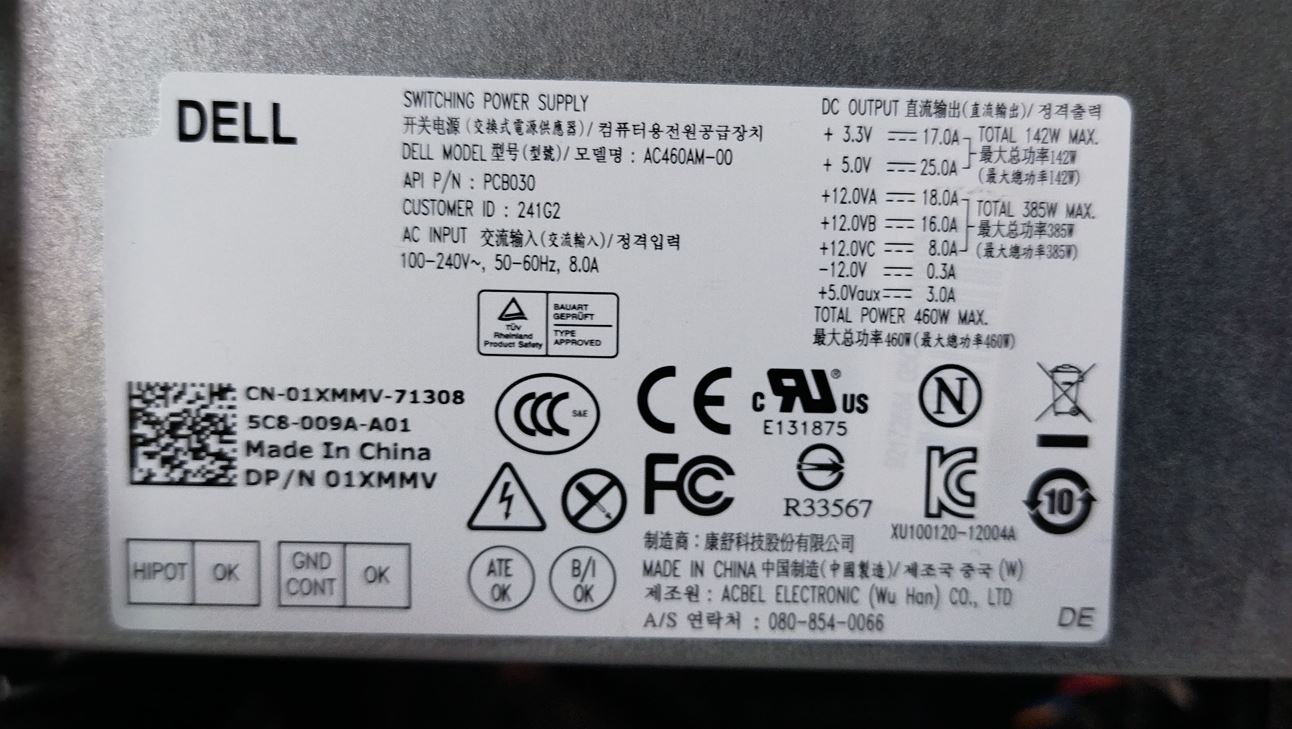 DELL
SWITCHING POWER SUPPLY
开关电源(交換式電源供應器)/컴퓨터용전원공급장치
DELL MODEL 型号(型號)/모델명 : AC460AM-00
API P/N : PCB030
CUSTOMER ID : 241G2
AC INPUT 交流输入(交流輸入)/정격입력
100-240V~, 50-60Hz, 8.0A
DC OUTPUT 直流输出(直流輸出)/정격출력
+ 3.3V 17.0A TOTAL 142W MAX.
最大总功率142W
+ 5.0V 25.0A (最大總功率142W)
+12.0VA 18.0A TOTAL 385W MAX.
+12.0VB 16.0A 最大总功率385W
+12.0VC 8.0A (最大總功率385W)
-12.0V 0.3A
+5.0Vaux 3.0A
TOTAL POWER 460W MAX.
最大总功率460W(最大總功率460W)
TÜV
Rheinland
Product Safety
BAUART
GEPRÜFT
TYPE
APPROVED
CN-01XMMV-71308
5C8-009A-A01
Made In China
DP/N 01XMMV
CCC S&E
CE
c RU ® US
E131875
N
FC
R33567
KC
XU100120-12004A
10
HIPOT OK
GND CONT OK
ATE OK
B/I OK
制造商：康舒科技股份有限公司
MADE IN CHINA 中国制造(中國製造)/제조국 중국 (W)
제조원 : ACBEL ELECTRONIC (Wu Han) CO., LTD
A/S 연락처 : 080-854-0066
DE